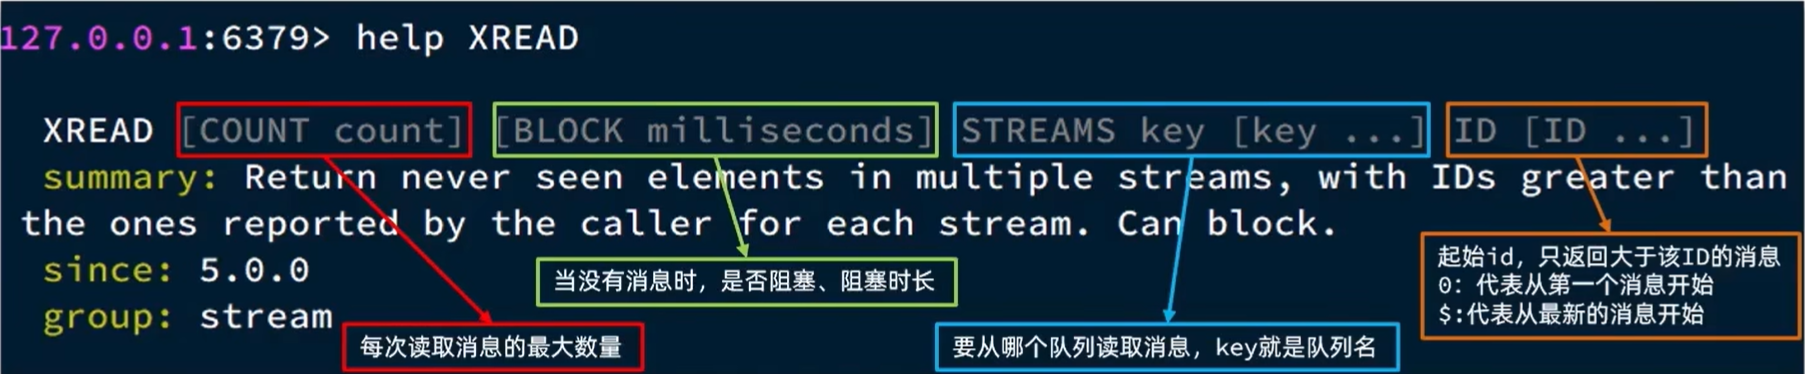 127.0.0.1:6379> help XREAD
XREAD [COUNT count] [BLOCK milliseconds] STREAMS key [key ...] ID [ID ...]
summary: Return never seen elements in multiple streams, with IDs greater than
the ones reported by the caller for each stream. Can block.
since: 5.0.0
group: stream
每次读取消息的最大数量
当没有消息时，是否阻塞、阻塞时长
要从哪个队列读取消息，key就是队列名
起始id，只返回大于该ID的消息
0：代表从第一个消息开始
$:代表从最新的消息开始